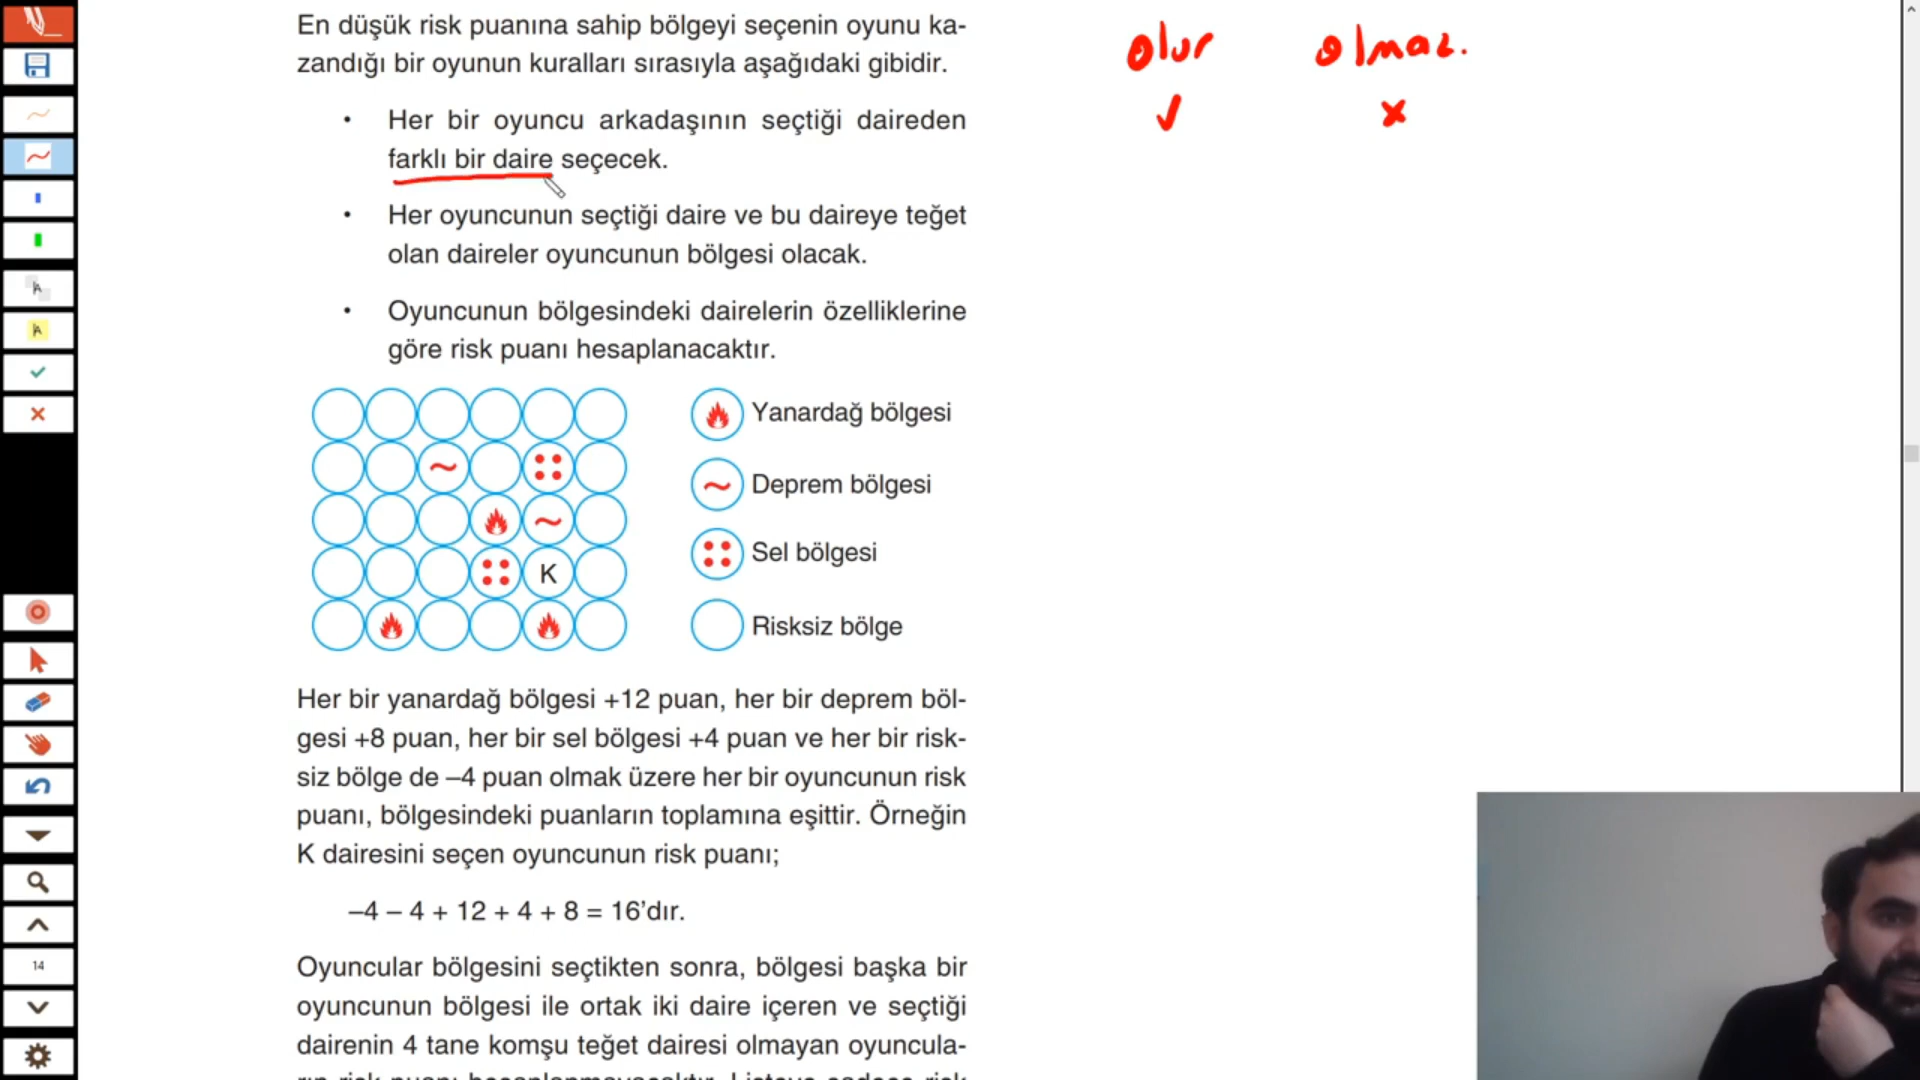 En düşük risk puanına sahip bölgeyi seçenin oyunu ka-
zandığı bir oyunun kuralları sırasıyla aşağıdaki gibidir.
olur olmaz.
• Her bir oyuncu arkadaşının seçtiği daireden
farklı bir daire seçecek.
• Her oyuncunun seçtiği daire ve bu daireye teğet
olan daireler oyuncunun bölgesi olacak.
• Oyuncunun bölgesindeki dairelerin özelliklerine
göre risk puanı hesaplanacaktır.
Yanardağ bölgesi
Deprem bölgesi
Sel bölgesi
K
Risksiz bölge
Her bir yanardağ bölgesi +12 puan, her bir deprem böl-
gesi +8 puan, her bir sel bölgesi +4 puan ve her bir risk-
siz bölge de –4 puan olmak üzere her bir oyuncunun risk
puanı, bölgesindeki puanların toplamına eşittir. Örneğin
K dairesini seçen oyuncunun risk puanı;
–4 – 4 + 12 + 4 + 8 = 16’dır.
Oyuncular bölgesini seçtikten sonra, bölgesi başka bir
oyuncunun bölgesi ile ortak iki daire içeren ve seçtiği
dairenin 4 tane komşu teğet dairesi olmayan oyuncula-
14